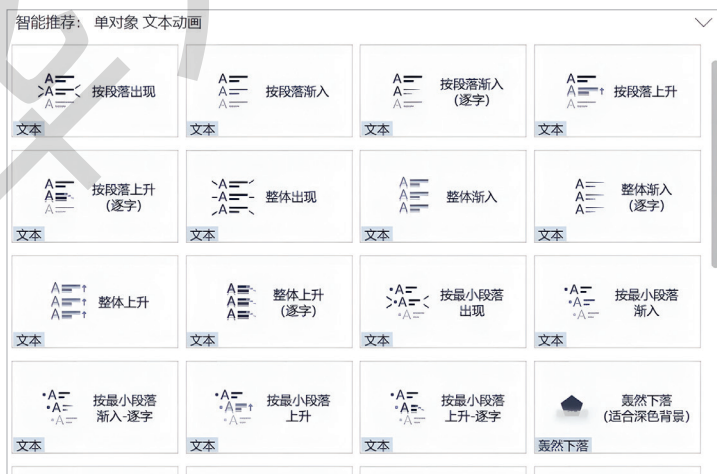 智能推荐： 单对象 文本动画
按段落出现
文本
按段落渐入
文本
按段落渐入
(逐字)
文本
按段落上升
文本
按段落上升
(逐字)
文本
整体出现
文本
整体渐入
文本
整体渐入
(逐字)
文本
整体上升
文本
整体上升
(逐字)
文本
按最小段落
出现
文本
按最小段落
渐入
文本
按最小段落
渐入-逐字
文本
按最小段落
上升
文本
按最小段落
上升-逐字
文本
轰然下落
(适合深色背景)
轰然下落